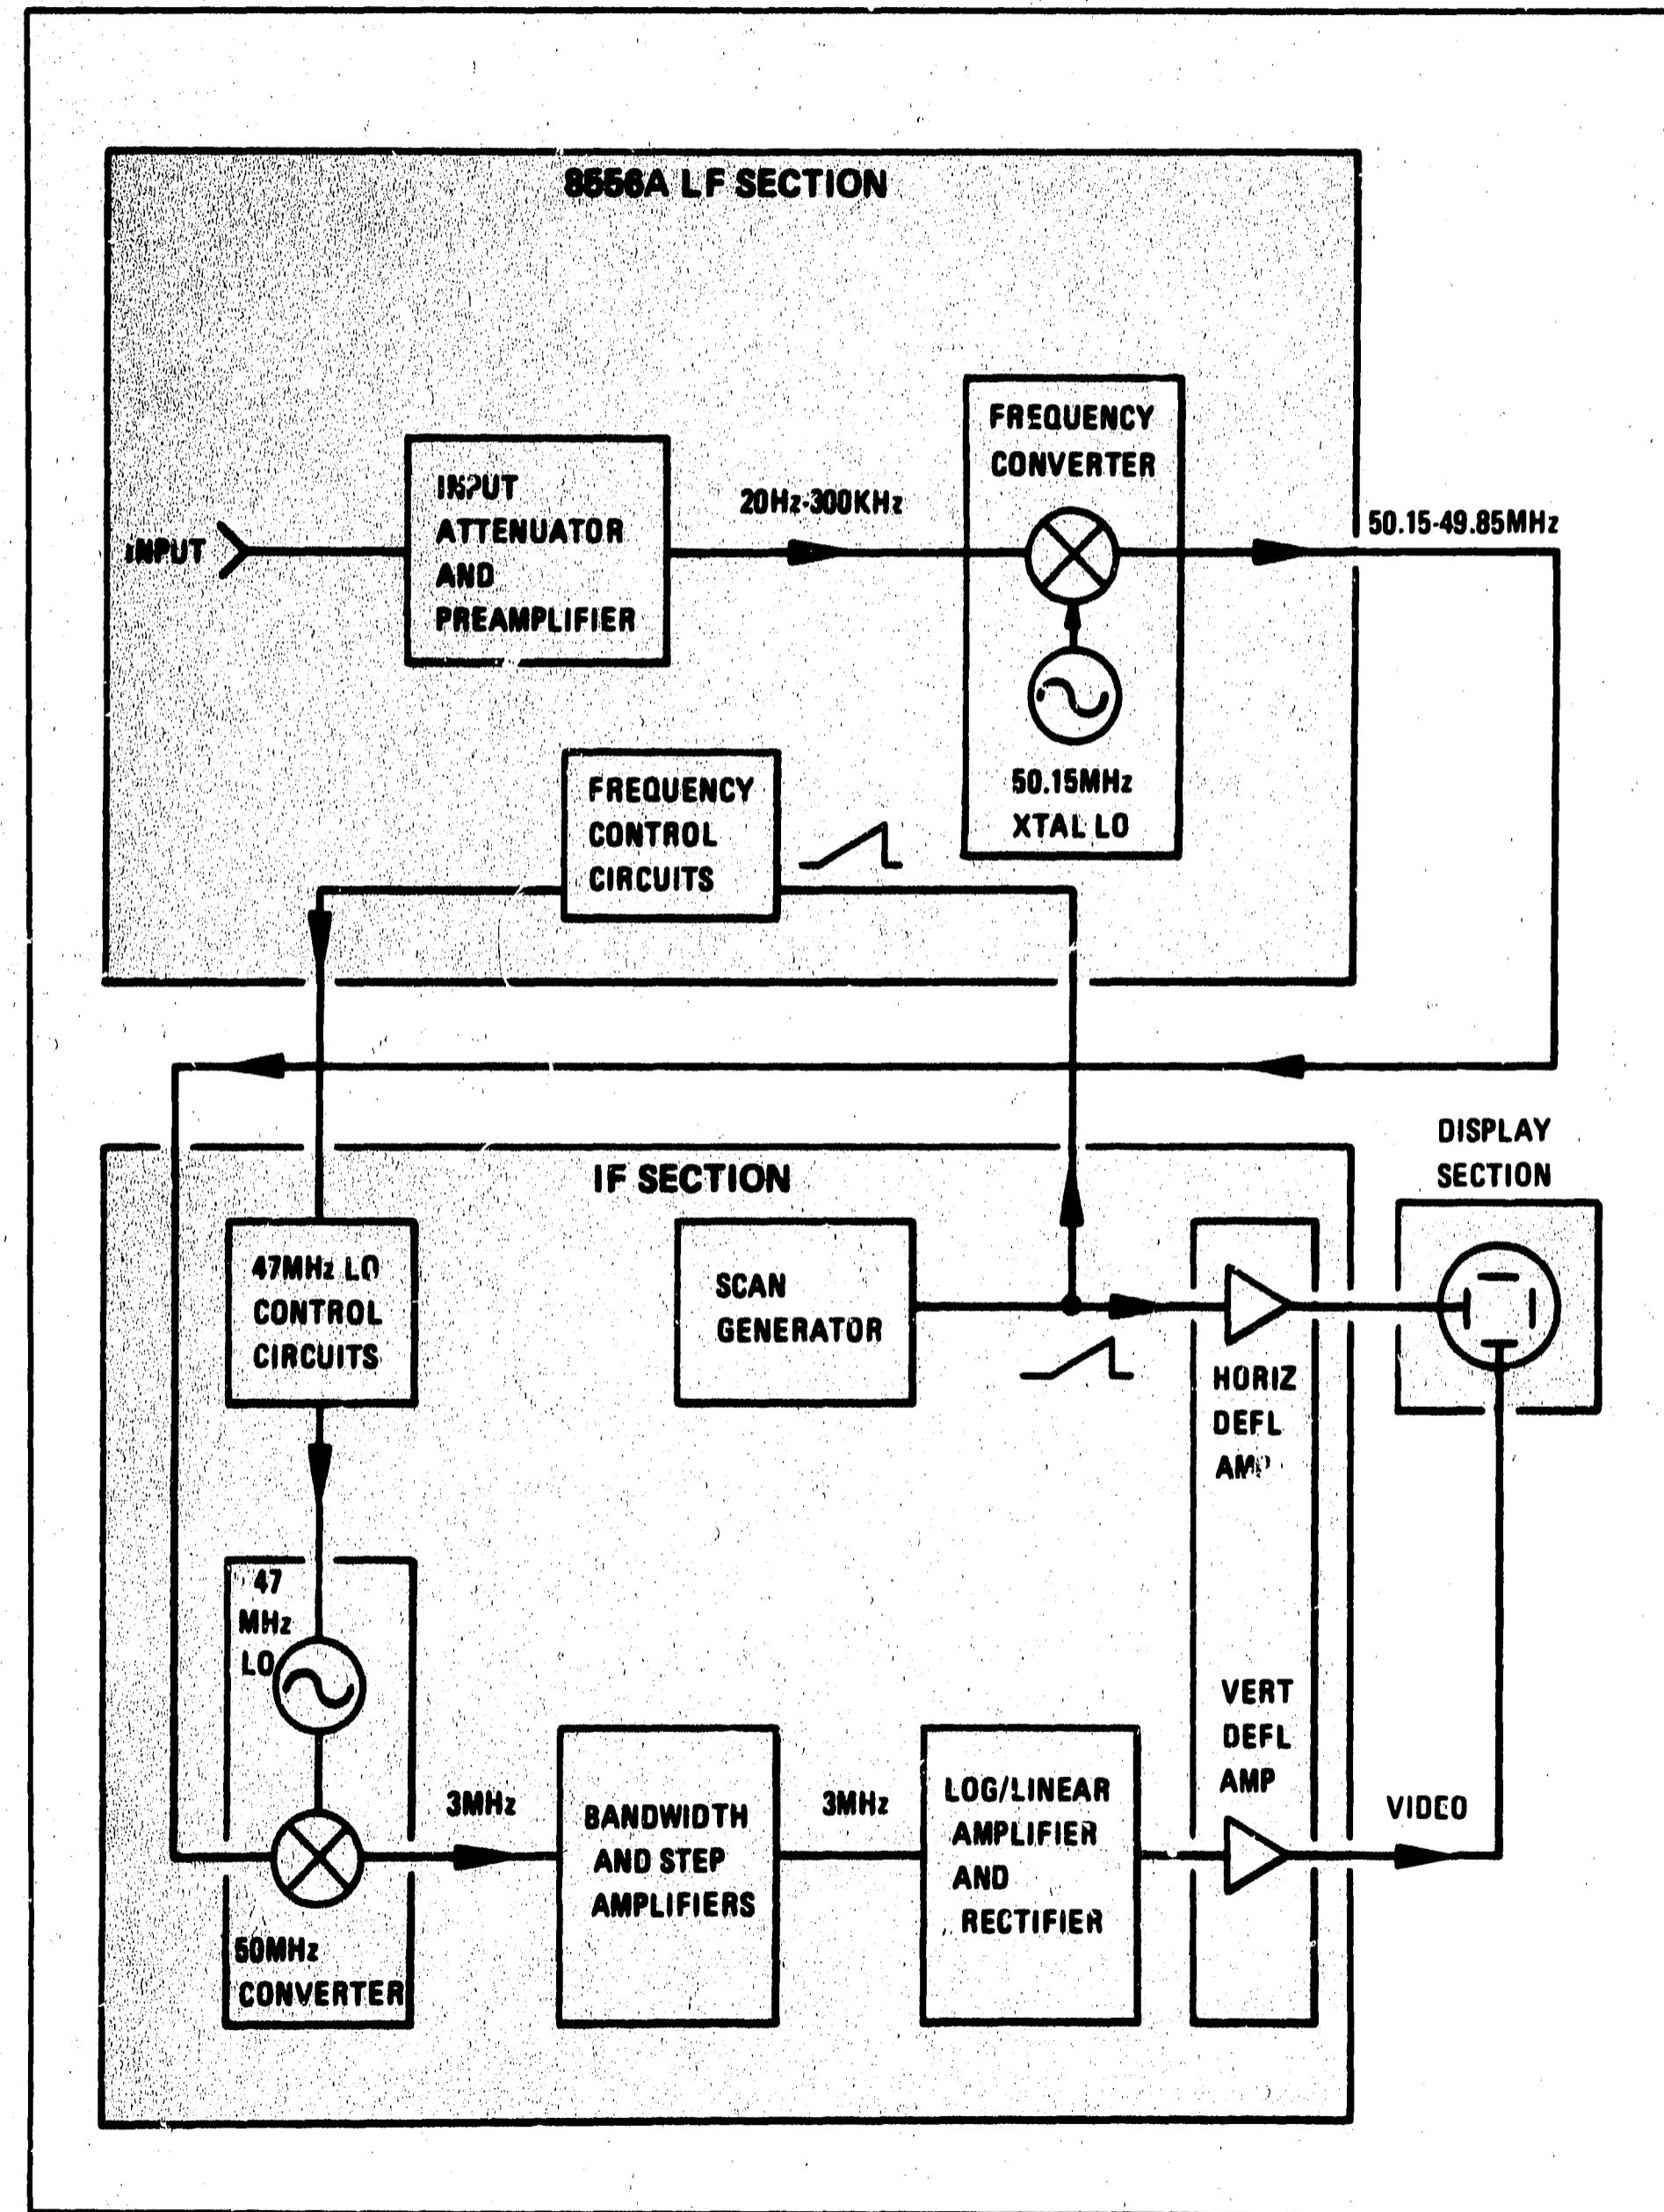 8556A LF SECTION
FREQUENCY
CONVERTER
INPUT
ATTENUATOR
AND
PREAMPLIFIER
20Hz-300KHz
INPUT
50.15-49.85MHz
50.15MHz
XTAL LO
FREQUENCY
CONTROL
CIRCUITS
DISPLAY
SECTION
IF SECTION
47MHz LO
CONTROL
CIRCUITS
SCAN
GENERATOR
HORIZ
DEFL
AMP
47
MHz
LO
VERT
DEFL
AMP
3MHz
BANDWIDTH
AND STEP
AMPLIFIERS
3MHz
LOG/LINEAR
AMPLIFIER
AND
RECTIFIER
VIDEO
50MHz
CONVERTER